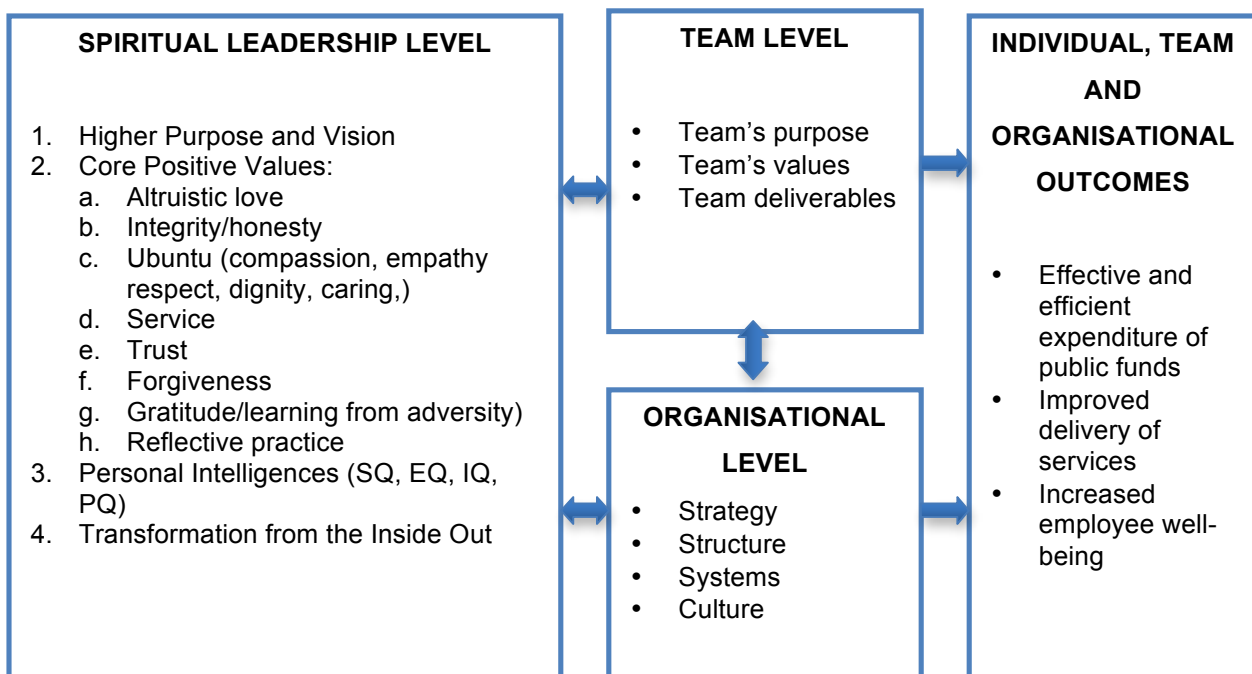 SPIRITUAL LEADERSHIP LEVEL
1. Higher Purpose and Vision
2. Core Positive Values:
a. Altruistic love
b. Integrity/honesty
c. Ubuntu (compassion, empathy
respect, dignity, caring,)
d. Service
e. Trust
f. Forgiveness
g. Gratitude/learning from adversity)
h. Reflective practice
3. Personal Intelligences (SQ, EQ, IQ,
PQ)
4. Transformation from the Inside Out
TEAM LEVEL
• Team’s purpose
• Team’s values
• Team deliverables
ORGANISATIONAL
LEVEL
• Strategy
• Structure
• Systems
• Culture
INDIVIDUAL, TEAM
AND
ORGANISATIONAL
OUTCOMES
• Effective and
efficient
expenditure of
public funds
• Improved
delivery of
services
• Increased
employee well-
being